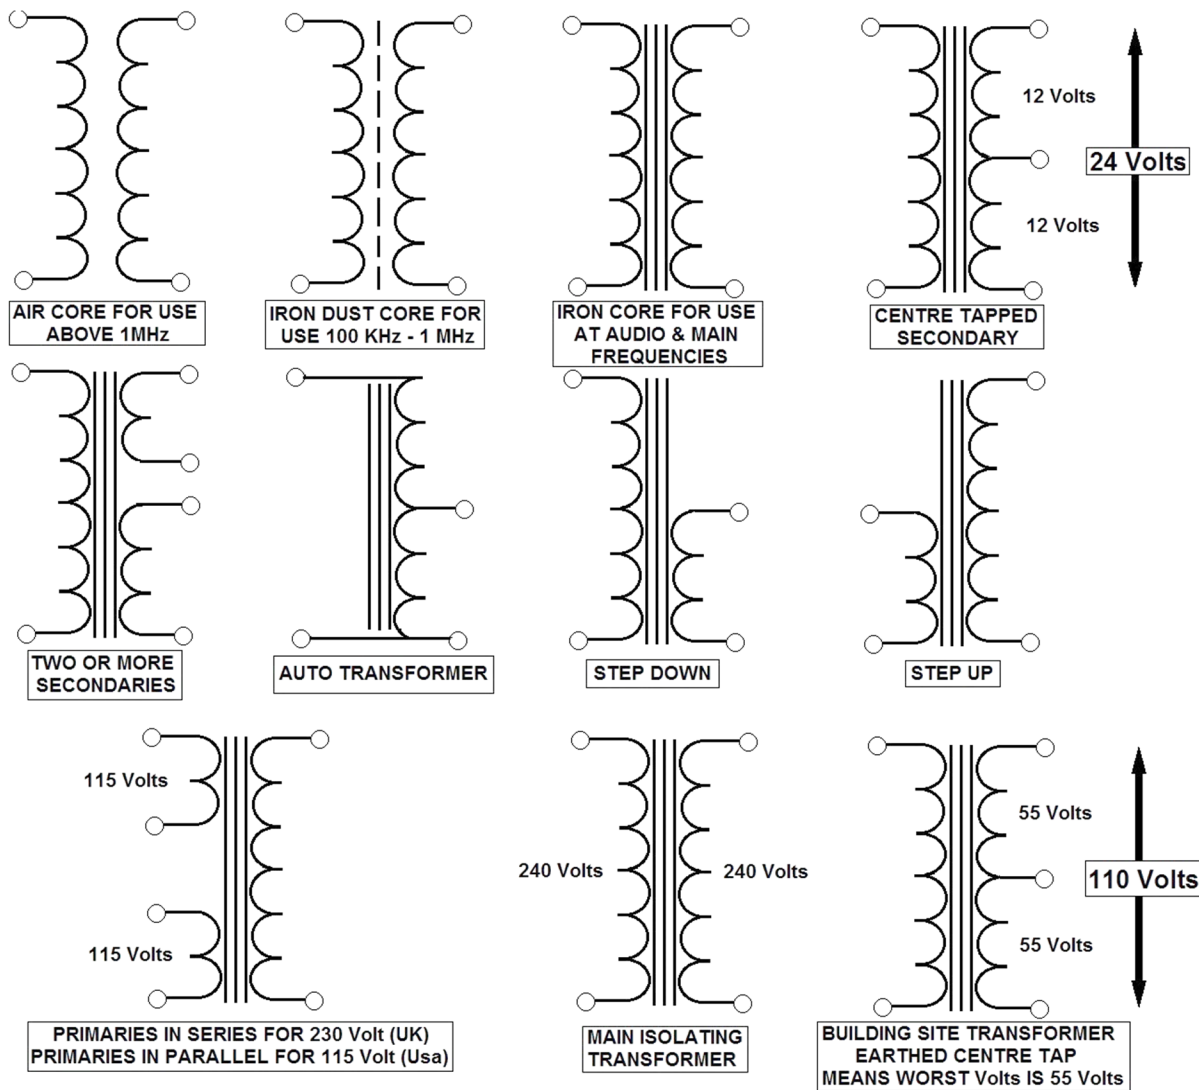 AIR CORE FOR USE
ABOVE 1MHz
IRON DUST CORE FOR
USE 100 KHz - 1 MHz
IRON CORE FOR USE
AT AUDIO & MAIN
FREQUENCIES
12 Volts
24 Volts
12 Volts
CENTRE TAPPED
SECONDARY
TWO OR MORE
SECONDARIES
AUTO TRANSFORMER
STEP DOWN
STEP UP
115 Volts
115 Volts
PRIMARIES IN SERIES FOR 230 Volt (UK)
PRIMARIES IN PARALLEL FOR 115 Volt (Usa)
240 Volts
240 Volts
MAIN ISOLATING
TRANSFORMER
55 Volts
110 Volts
55 Volts
BUILDING SITE TRANSFORMER
EARTHED CENTRE TAP
MEANS WORST Volts IS 55 Volts